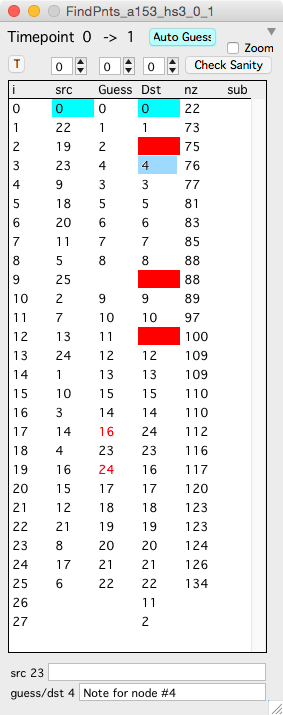 FindPnts_a153_hs3_0_1
Timepoint 0 -> 1 Auto Guess Zoom
T 0 0 0 Check Sanity
i src Guess Dst nz sub
0 0 0 22
1 22 1 1 73
2 19 2 75
3 23 4 4 76
4 9 3 3 77
5 18 5 5 81
6 20 6 6 83
7 11 7 7 85
8 5 8 8 88
9 25 88
10 2 9 9 89
11 7 10 10 97
12 13 11 100
13 24 12 12 109
14 1 13 13 109
15 10 15 15 110
16 3 14 14 110
17 14 16 24 112
18 4 23 23 116
19 16 24 16 117
20 15 17 17 120
21 12 18 18 123
22 21 19 19 123
23 8 20 20 124
24 17 21 21 126
25 6 22 22 134
26 11
27 2
src 23
guess/dst 4 Note for node #4